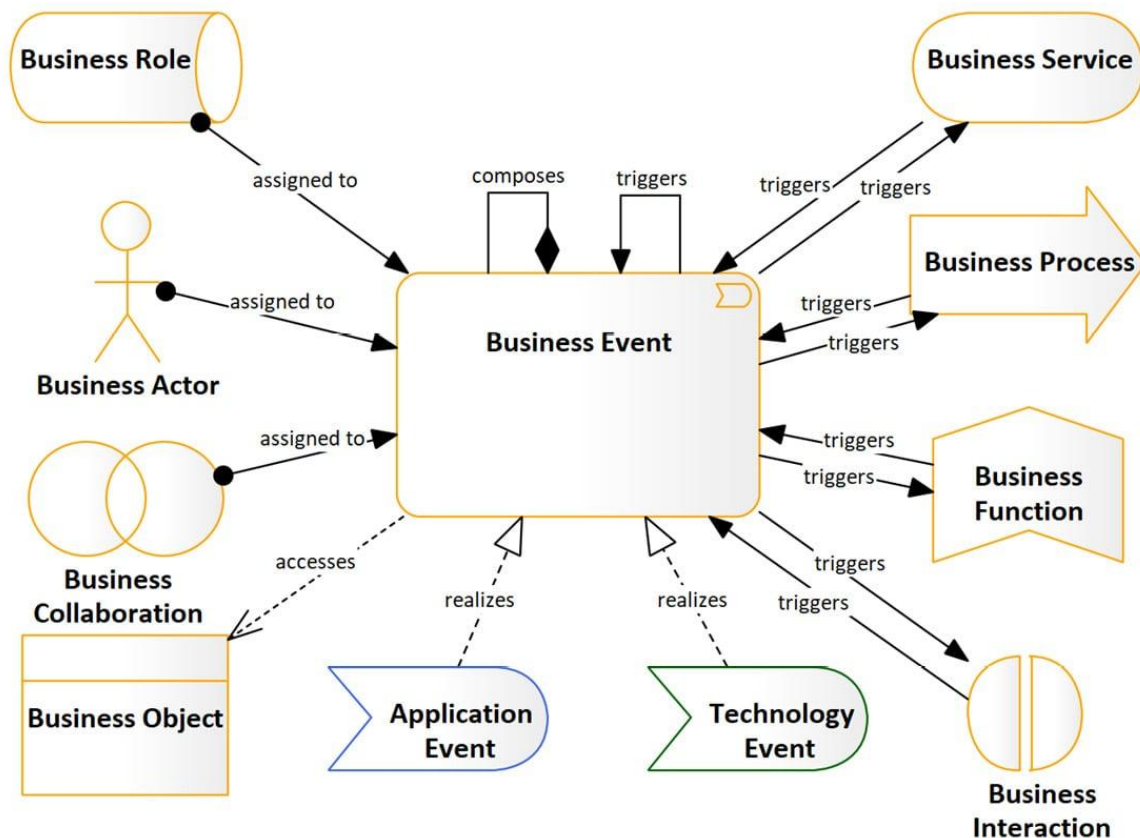 Business Role
Business Service
composes
triggers
assigned to
triggers
triggers
Business Process
assigned to
triggers
triggers
Business Event
Business Actor
assigned to
triggers
triggers
Business
Function
accesses
triggers
triggers
Business
Collaboration
realizes
realizes
Business Object
Application
Event
Technology
Event
Business
Interaction